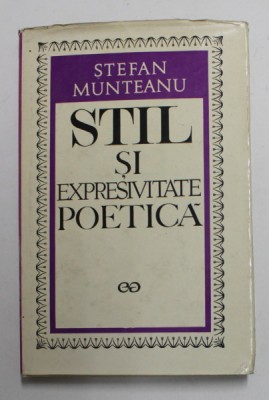 STEFAN
MUNTEANU
STIL
ȘI
EXPRESIVITATE
POETICĂ